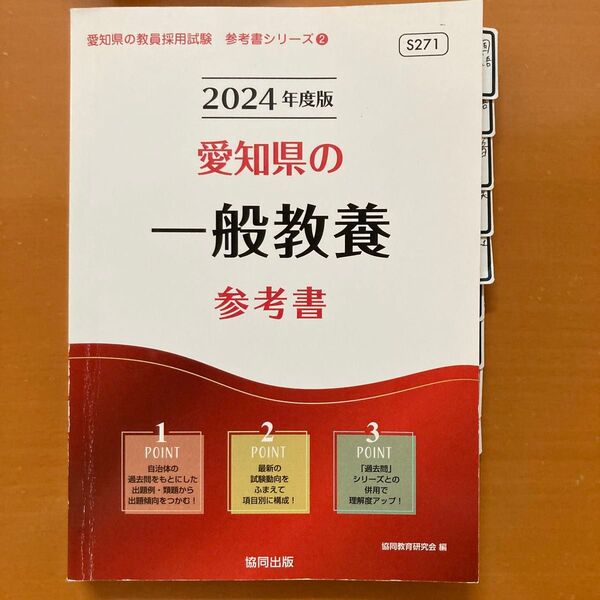 愛知県の教員採用試験 参考書シリーズ❷
S271
2024年度版
愛知県の
一般教養
参考書
1
POINT
自治体の
過去問をもとにした
出題例・類題から
出題傾向をつかむ!
2
POINT
最新の
試験動向を
ふまえて
項目別に構成!
3
POINT
「過去問」
シリーズとの
併用で
理解度アップ!
協同教育研究会 編
協同出版